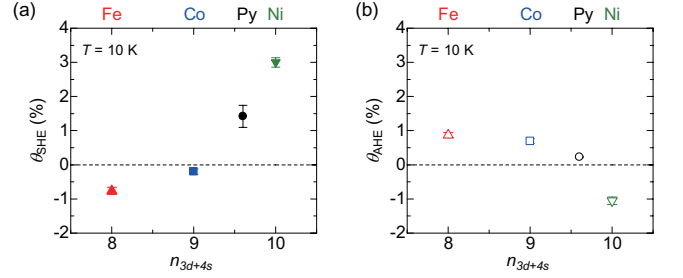 (a) Fe Co Py Ni
T = 10 K
4
3
2
1
0
-1
-2
θSHE (%)
8 9 10
n3d+4s
(b) Fe Co Py Ni
T = 10 K
4
3
2
1
0
-1
-2
θAHE (%)
8 9 10
n3d+4s